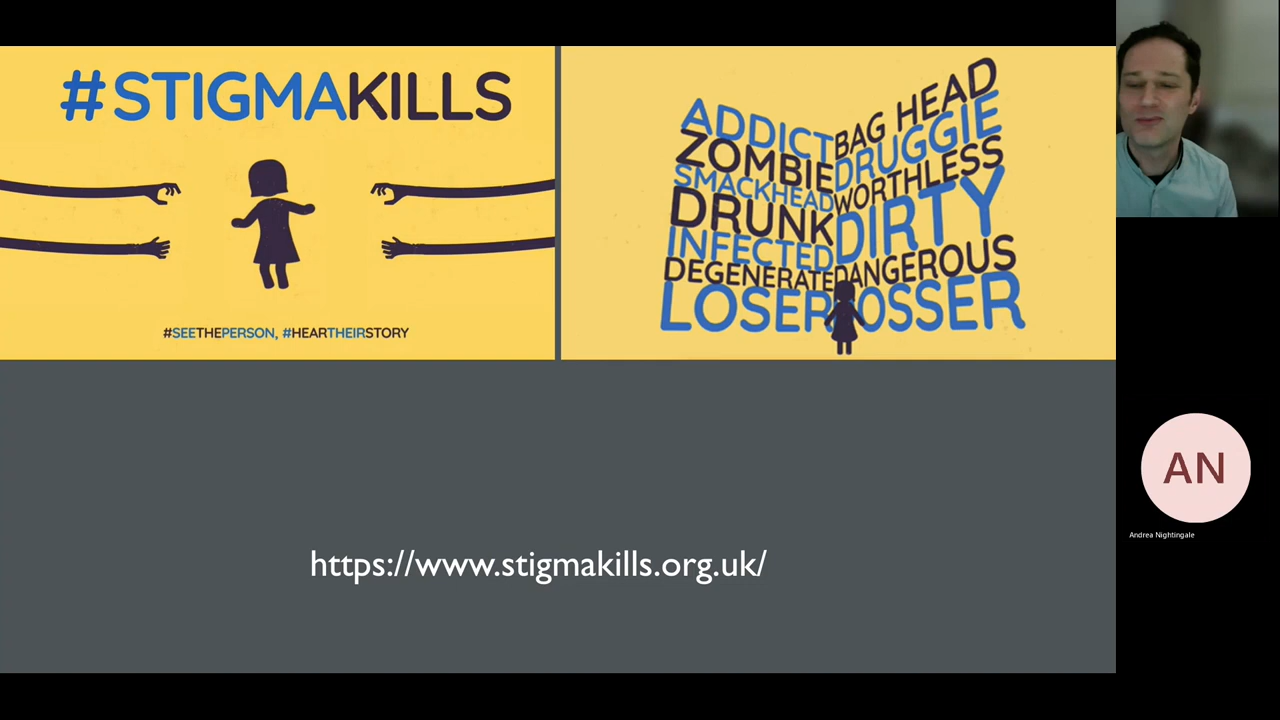 #STIGMAKILLS
#SEETHEPERSON, #HEARTHEIRSTORY
ADDICT
ZOMBIE
SMACKHEAD
DRUNK
INFECTED
DEGENERATE
LOSER
BAG HEAD
DRUGGIE
WORTHLESS
DIRTY
DANGEROUS
OSSER
https://www.stigmakills.org.uk/
AN
Andrea Nightingale